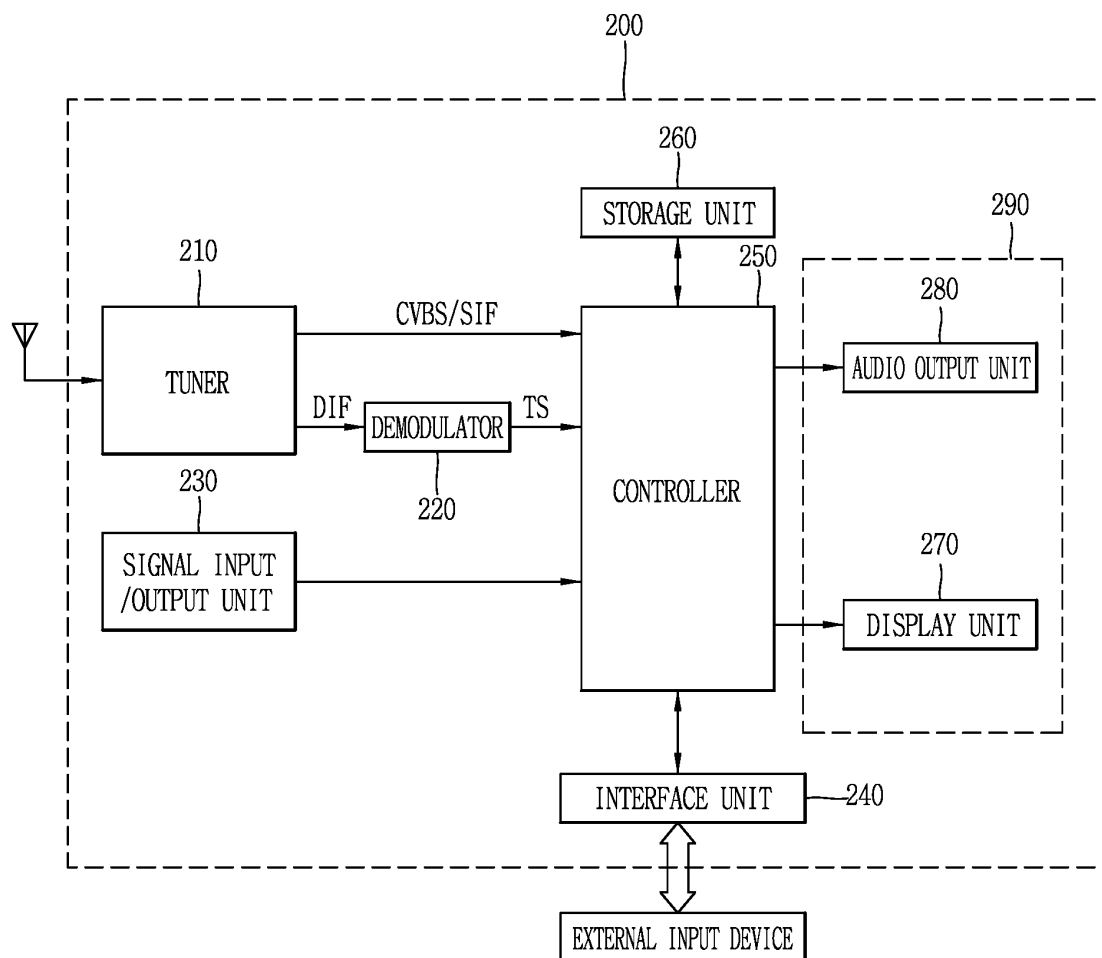 200
260
STORAGE UNIT
290
210
250
280
CVBS/SIF
TUNER
AUDIO OUTPUT UNIT
DIF
DEMODULATOR
TS
220
CONTROLLER
230
SIGNAL INPUT
/OUTPUT UNIT
270
DISPLAY UNIT
INTERFACE UNIT
240
EXTERNAL INPUT DEVICE